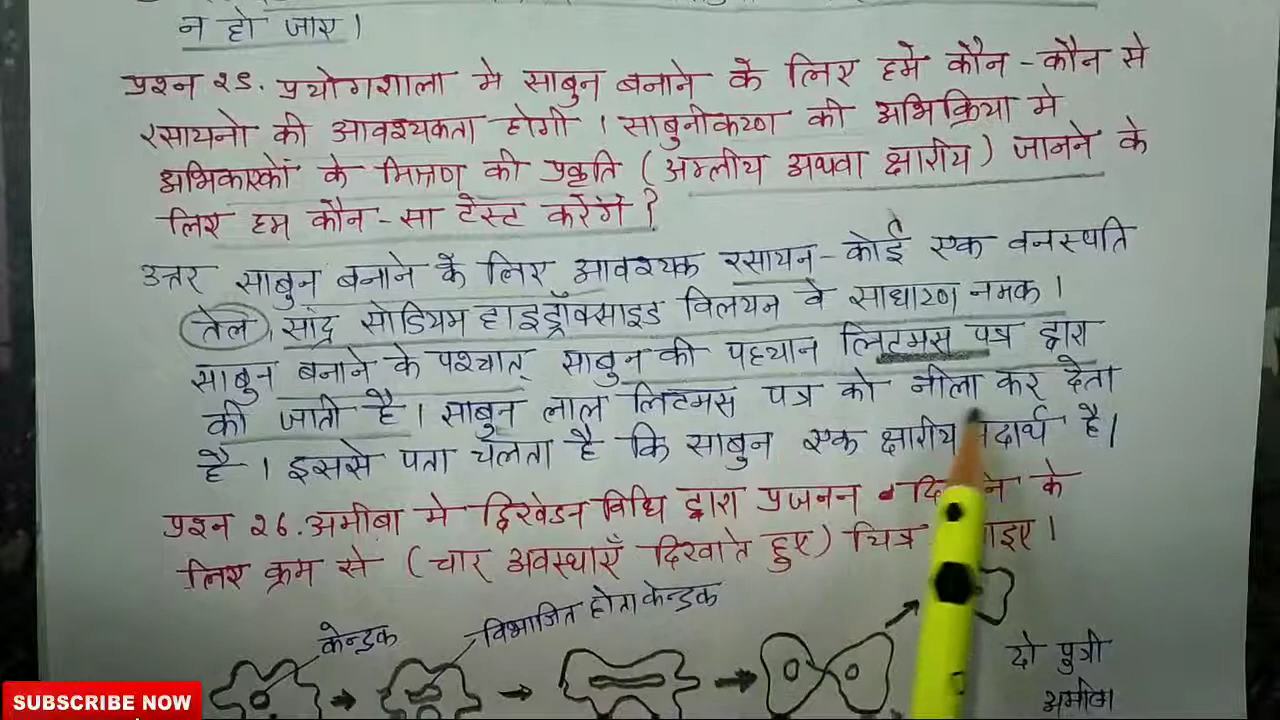 न हो जाए।
प्रश्न २५. प्रयोगशाला मे साबुन बनाने के लिए हमे कौन-कौन से
रसायनो की आवश्यकता होगी। साबुनीकरण की अभिक्रिया मे
अभिकारकों के मिश्रण की प्रकृति (अम्लीय अथवा क्षारीय) जानने के
लिए हम कौन-सा टेस्ट करेंगे?
उत्तर साबुन बनाने के लिए आवश्यक रसायन- कोई एक वनस्पति
तेल, सांद्र सोडियम हाइड्रॉक्साइड विलयन वे साधारण नमक।
साबुन बनाने के पश्चात् साबुन की पहचान लिटमस पत्र द्वारा
की जाती है। साबुन लाल लिटमस पत्र को नीला कर देता
है। इससे पता चलता है कि साबुन एक क्षारीय पदार्थ है।
प्रश्न २६. अमीबा मे द्विखंडन विधि द्वारा प्रजनन के
लिए क्रम से (चार अवस्थाएँ दिखाते हुए) चित्र
केन्द्रक
विभाजित होता केन्द्रक
दो पुत्री
अमीबा
SUBSCRIBE NOW